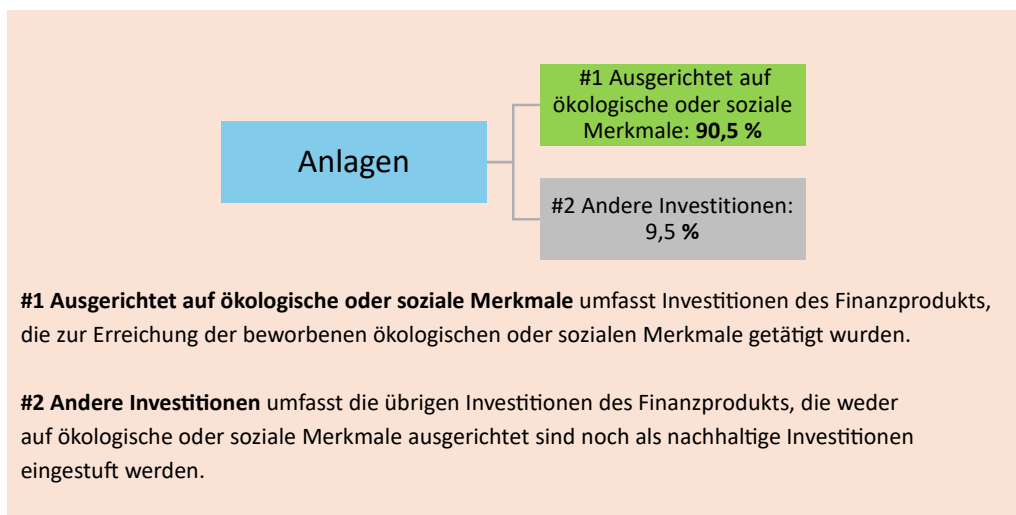 Anlagen
#1 Ausgerichtet auf
ökologische oder soziale
Merkmale: 90,5 %
#2 Andere Investitionen:
9,5 %
#1 Ausgerichtet auf ökologische oder soziale Merkmale umfasst Investitionen des Finanzprodukts,
die zur Erreichung der beworbenen ökologischen oder sozialen Merkmale getätigt wurden.
#2 Andere Investitionen umfasst die übrigen Investitionen des Finanzprodukts, die weder
auf ökologische oder soziale Merkmale ausgerichtet sind noch als nachhaltige Investitionen
eingestuft werden.